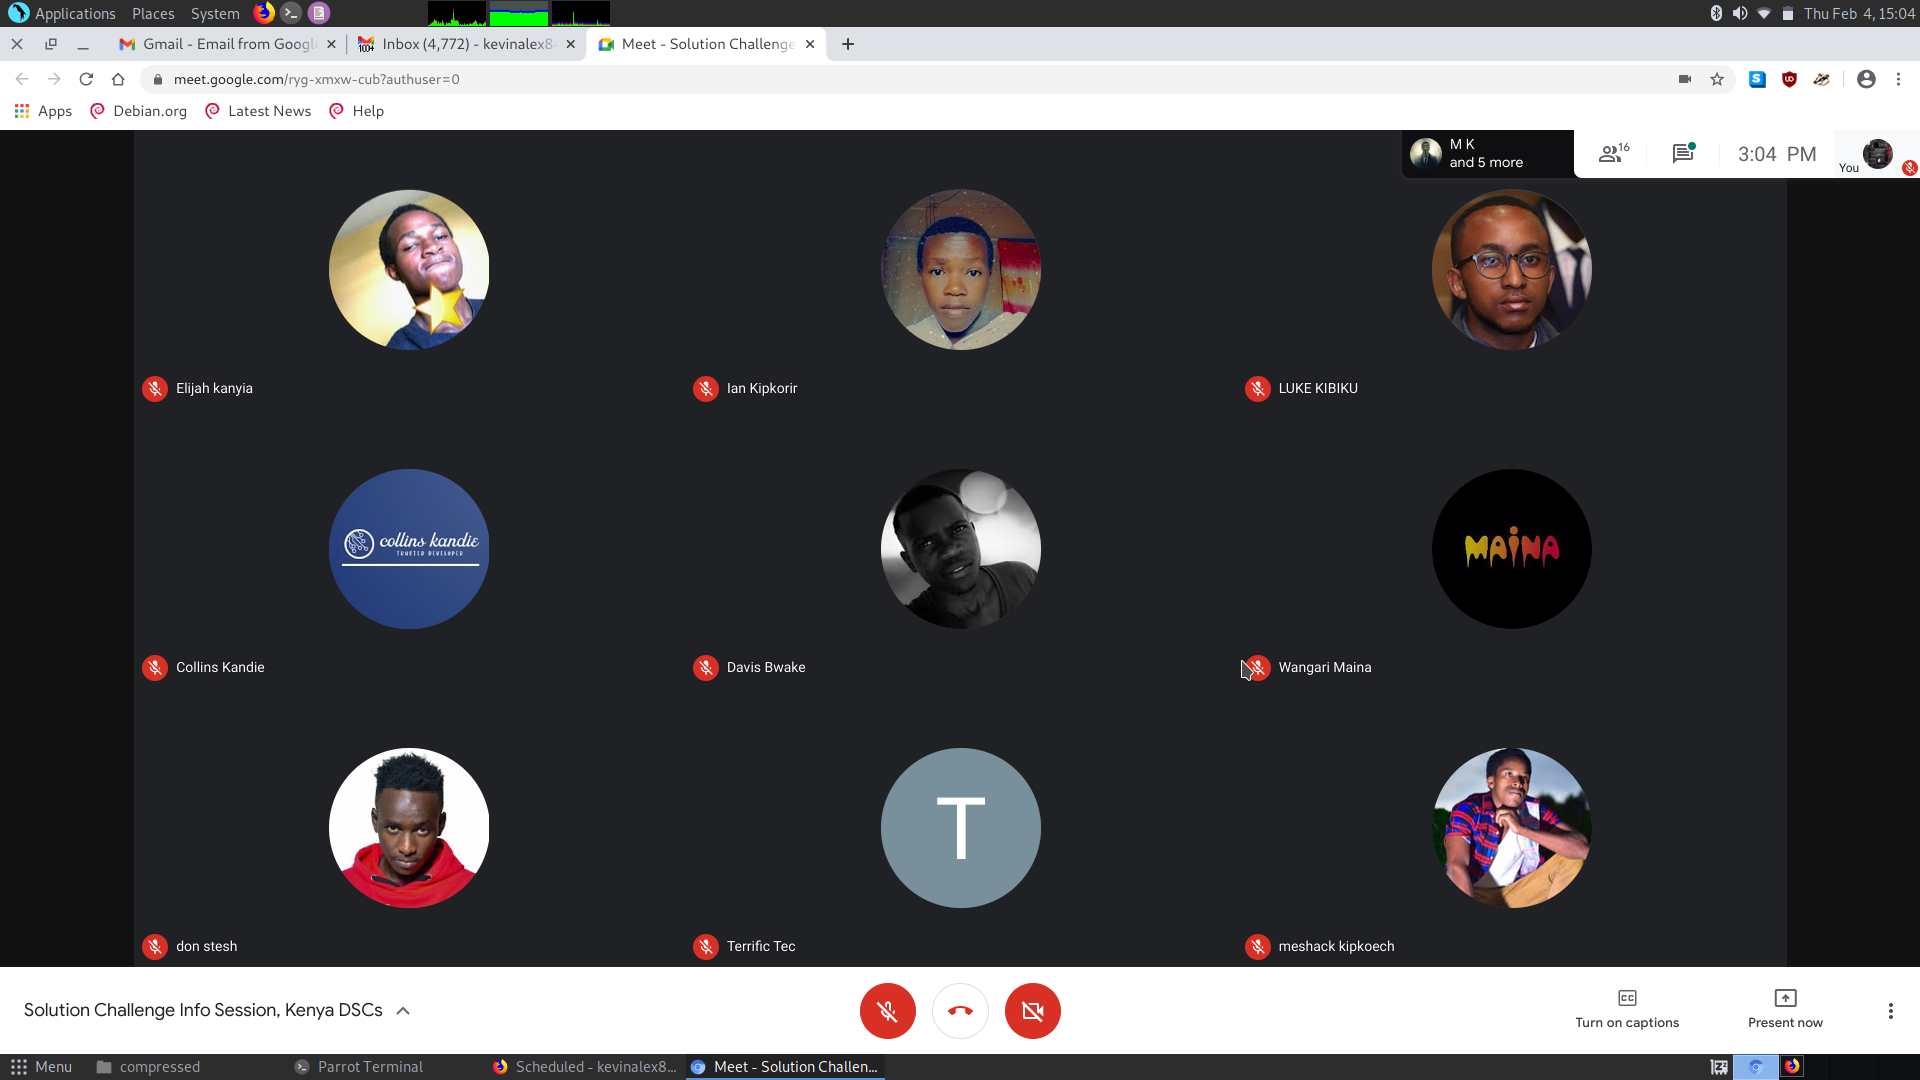 Applications Places System
Thu Feb 4, 15:04
Gmail - Email from Googl
100+
Inbox (4,772) - kevinalex8
Meet - Solution Challenge
meet.google.com/ryg-xmxw-cub?authuser=0
Apps Debian.org Latest News Help
M K
and 5 more
16
3:04 PM
You
Elijah kanyia
Ian Kipkorir
LUKE KIBIKU
collins kandie
TRUSTED DEVELOPER
MAINA
Collins Kandie
Davis Bwake
Wangari Maina
T
don stesh
Terrific Tec
meshack kipkoech
Solution Challenge Info Session, Kenya DSCs
CC
Turn on captions
Present now
Menu compressed Parrot Terminal Scheduled - kevinalex8... Meet - Solution Challen...